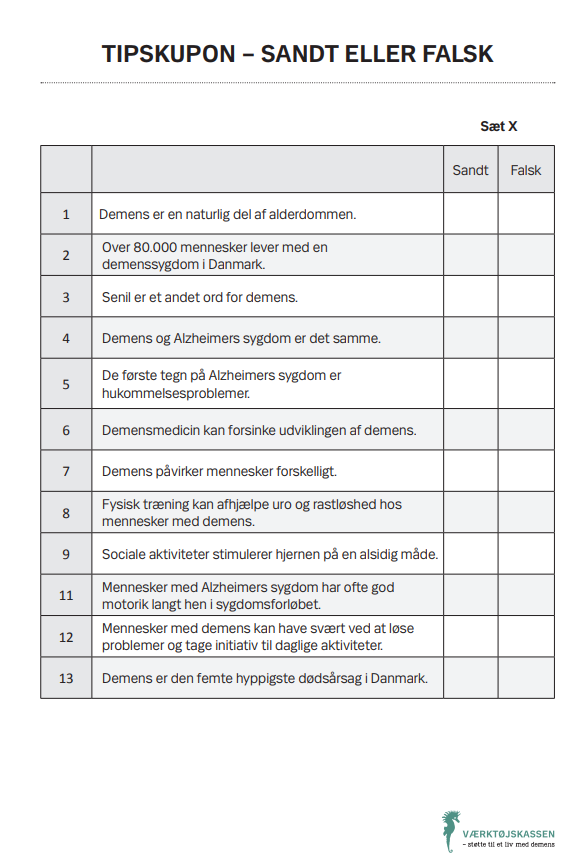 TIPSKUPON – SANDT ELLER FALSK
Sæt X
Sandt Falsk
1 Demens er en naturlig del af alderdommen.
2 Over 80.000 mennesker lever med en
demenssygdom i Danmark.
3 Senil er et andet ord for demens.
4 Demens og Alzheimers sygdom er det samme.
5 De første tegn på Alzheimers sygdom er
hukommelsesproblemer.
6 Demensmedicin kan forsinke udviklingen af demens.
7 Demens påvirker mennesker forskelligt.
8 Fysisk træning kan afhjælpe uro og rastløshed hos
mennesker med demens.
9 Sociale aktiviteter stimulerer hjernen på en alsidig måde.
11 Mennesker med Alzheimers sygdom har ofte god
motorik langt hen i sygdomsforløbet.
12 Mennesker med demens kan have svært ved at løse
problemer og tage initiativ til daglige aktiviteter.
13 Demens er den femte hyppigste dødsårsag i Danmark.
VÆRKTØJSKASSEN
– støtte til et liv med demens